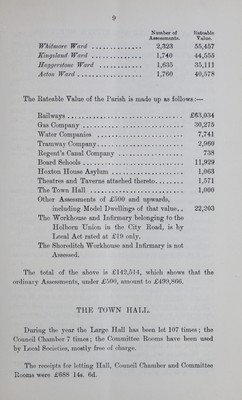 9
Number of Assessments. Rateable Value.
Whitmore Ward .............. 2,323 55,457
Kingsland Ward .............. 1,740 44,555
Haggerstone Ward ............ 1,635 35,111
Acton Ward .................. 1,760 40,578
The Rateable Value of the Parish is made up as follows:—
Railways .............................. £63,034
Gas Company .......................... 30,275
Water Companies ...................... 7,741
Tramway Company ...................... 2,960
Regent's Canal Company ............... 738
Board Schools ........................ 11,929
Hoxton House Asylum .................. 1,063
Theatres and Taverns attached thereto........ 1,571
The Town Hall ........................ 1,000
Other Assessments of £500 and upwards,
including Model Dwellings of that value.. 22,203
The Workhouse and Infirmary belonging to the
Holborn Union in the City Road, is by
Local Act rated at £19 only.
The Shoreditch Workhouse and Infirmary is not
Assessed.
The total of the above is £142,514, which shows that the
ordinary Assessments, under £500, amount to £499,866.
THE TOWN HALL.
During the year the Large Hall has been let 107 times; the
Council Chamber 7 times; the Committee Rooms have been used
by Local Societies, mostly free of charge.
The receipts for letting Hall, Council Chamber and Committee
Rooms were £688 14s. 6d.